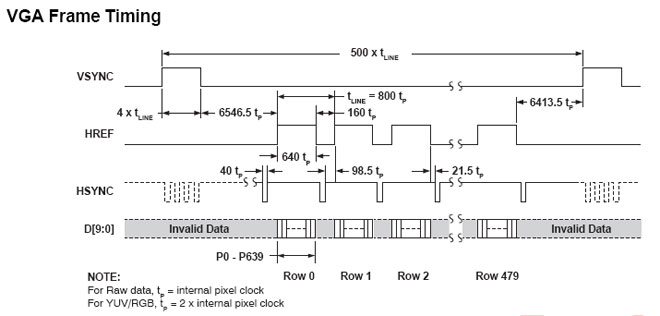 VGA Frame Timing
500 x tLINE
VSYNC
tLINE = 800 tP
4 x tLINE 6546.5 tP 160 tP 6413.5 tP
HREF
640 tP
40 tP 98.5 tP 21.5 tP
HSYNC
D[9:0] Invalid Data Invalid Data
P0 - P639
NOTE: Row 0 Row 1 Row 2 Row 479
For Raw data, tP = internal pixel clock
For YUV/RGB, tP = 2 x internal pixel clock